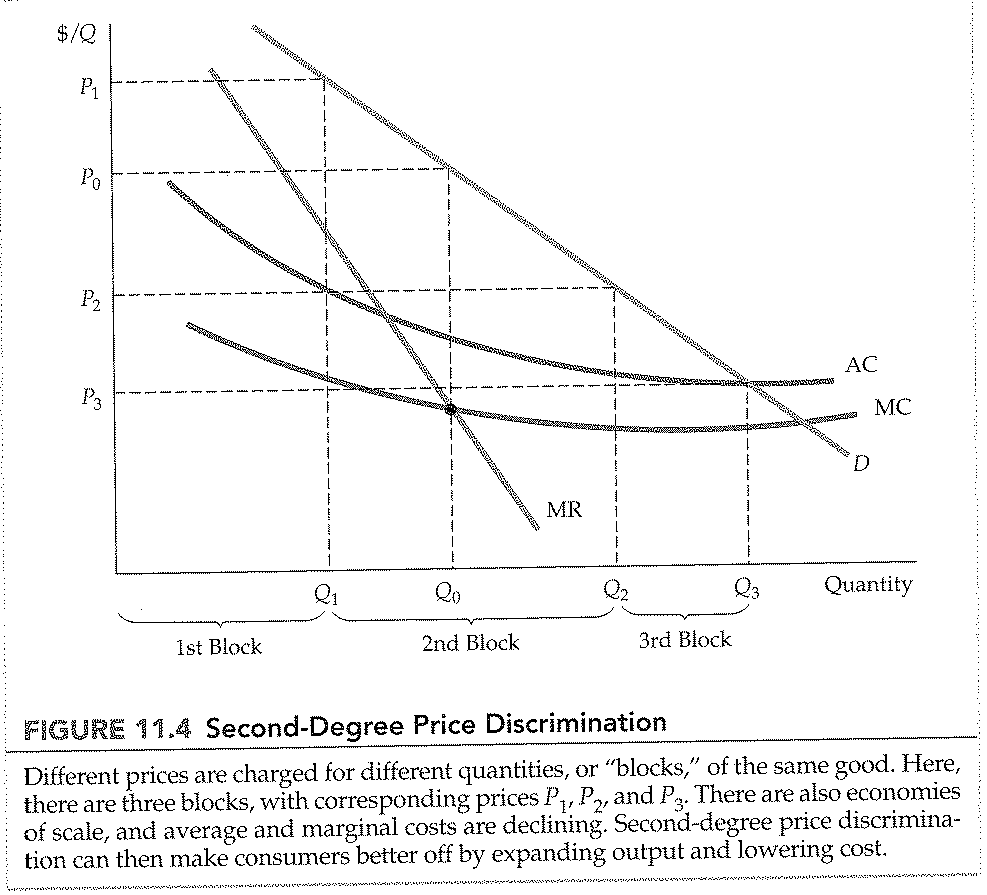 $/Q
P1
P0
P2
P3
AC
MC
D
MR
Q1 Q0 Q2 Q3 Quantity
1st Block 2nd Block 3rd Block
FIGURE 11.4 Second-Degree Price Discrimination
Different prices are charged for different quantities, or “blocks,” of the same good. Here,
there are three blocks, with corresponding prices P1, P2, and P3. There are also economies
of scale, and average and marginal costs are declining. Second-degree price discrimina-
tion can then make consumers better off by expanding output and lowering cost.